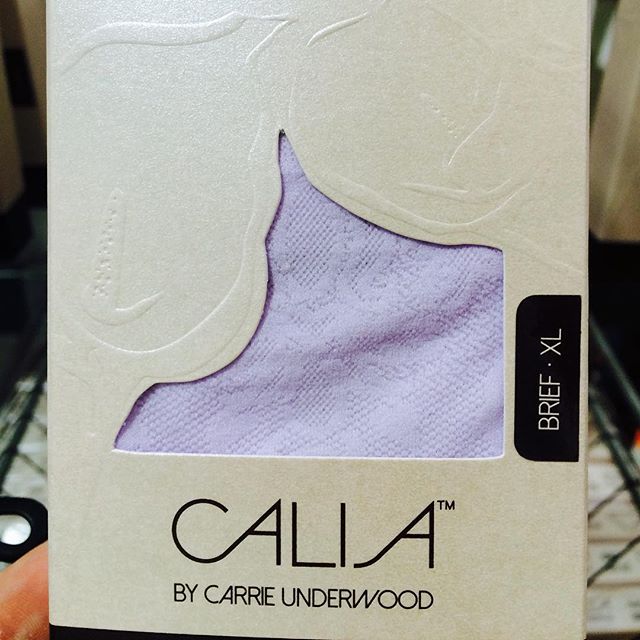 BRIEF · XL
CALIA™
BY CARRIE UNDERWOOD